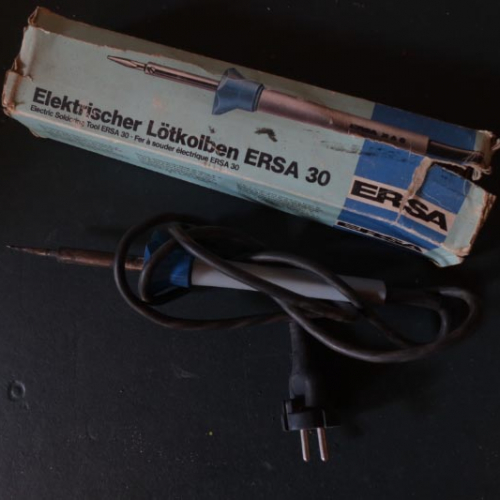 Elektrischer Lötkolben ERSA 30
Electric Soldering Tool ERSA 30 - Fer à souder électrique ERSA 30
ERSA
ERSA